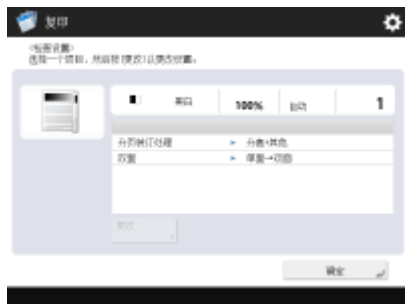 复印
<检查设置>
选择一个项目，然后按[更改]以更改设置。
黑白 100% 自动 1
分页装订处理 ▶ 分套+其他
双面 ▶ 单面→双面
更改
确定